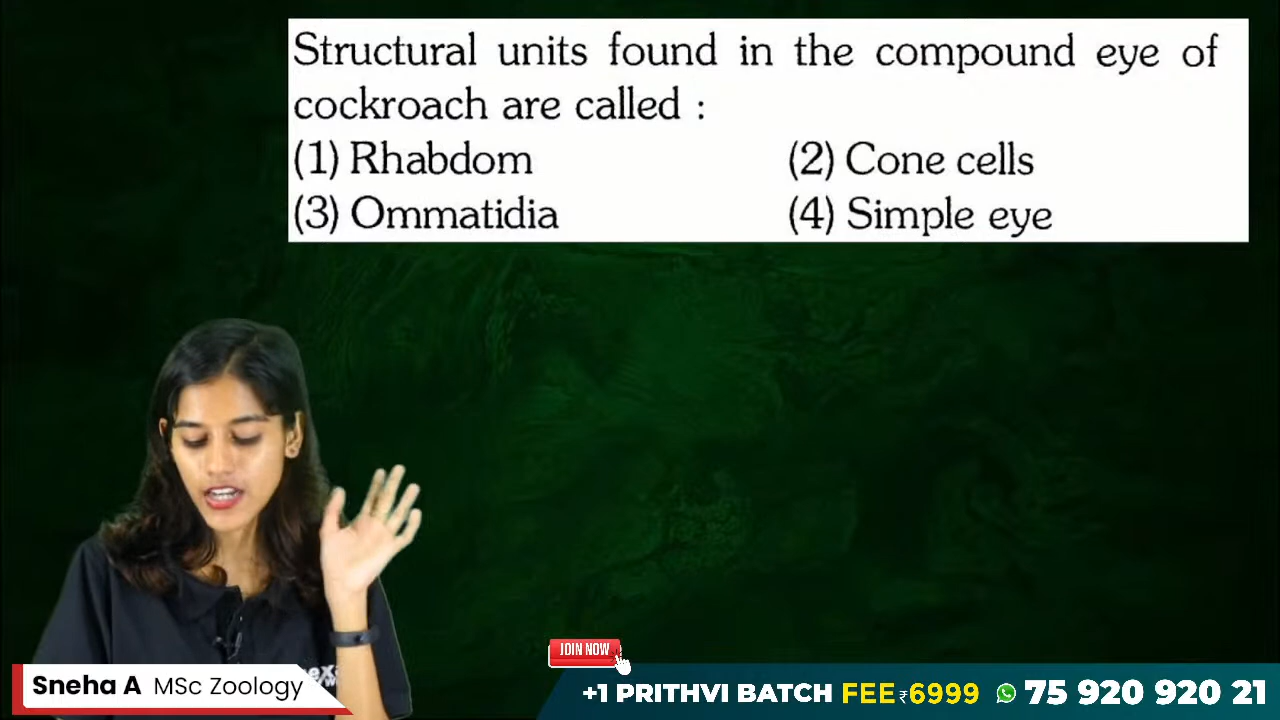 Structural units found in the compound eye of
cockroach are called :
(1) Rhabdom (2) Cone cells
(3) Ommatidia (4) Simple eye
JOIN NOW
Sneha A MSc Zoology
+1 PRITHVI BATCH FEE ₹6999 75 920 920 21